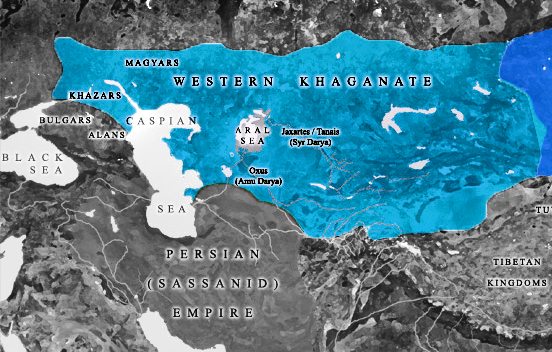 MAGYARS
WESTERN KHAGANATE
KHAZARS
BULGARS
CASPIAN
ALANS
ARAL
SEA
Jaxartes / Tanais
(Syr Darya)
BLACK
SEA
Oxus
(Amu Darya)
SEA
TU
PERSIAN
(SASSANID)
EMPIRE
TIBETAN
KINGDOMS